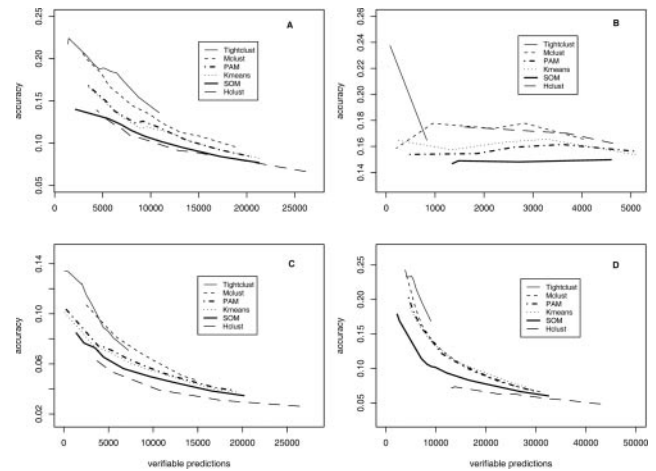 A
accuracy
0.25
0.20
0.15
0.10
0.05
Tightclust
Mclust
PAM
Kmeans
SOM
Hclust
0 5000 10000 15000 20000 25000
B
accuracy
0.26
0.24
0.22
0.20
0.18
0.16
0.14
Tightclust
Mclust
PAM
Kmeans
SOM
Hclust
0 1000 2000 3000 4000 5000
C
accuracy
0.14
0.10
0.06
0.02
Tightclust
Mclust
PAM
Kmeans
SOM
Hclust
0 5000 10000 15000 20000 25000
verifiable predictions
D
accuracy
0.25
0.20
0.15
0.10
0.05
Tightclust
Mclust
PAM
Kmeans
SOM
Hclust
0 10000 20000 30000 40000 50000
verifiable predictions